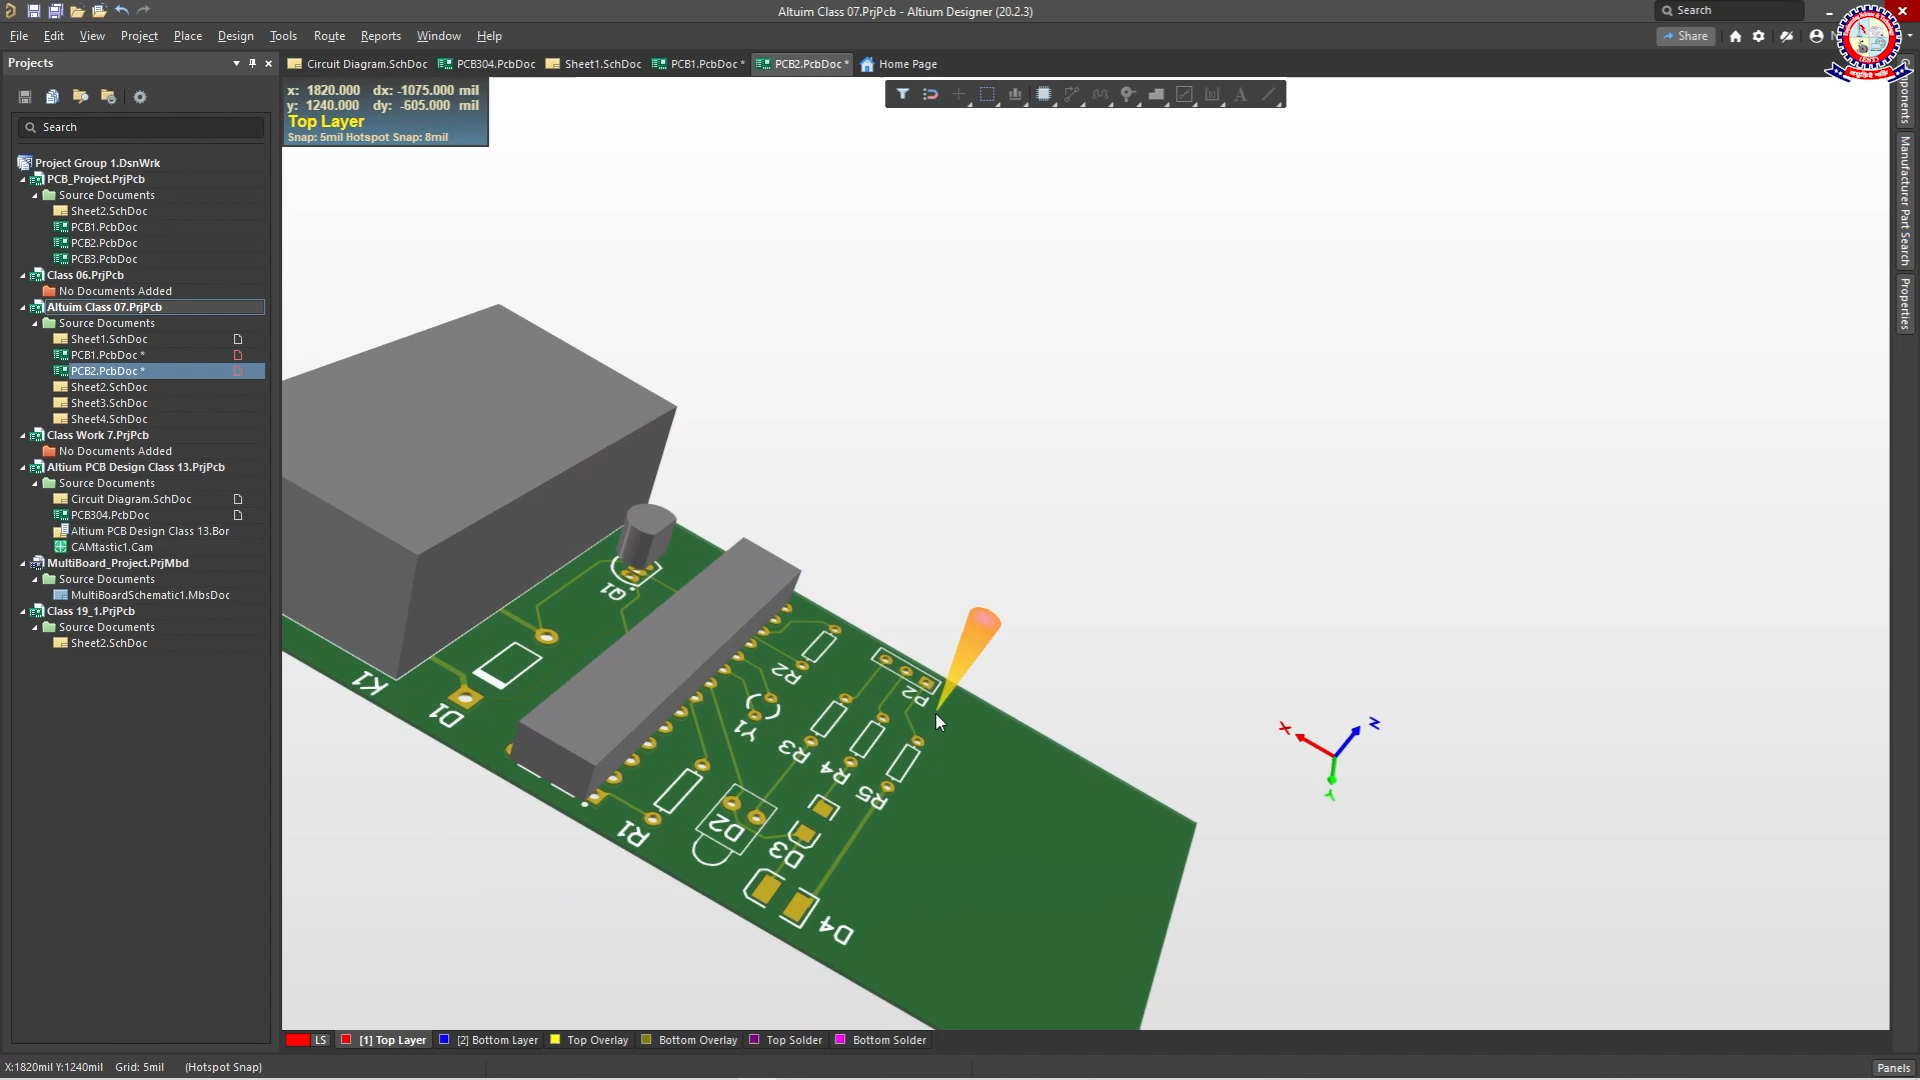 Altuim Class 07.PrjPcb - Altium Designer (20.2.3)
Search
File Edit View Project Place Design Tools Route Reports Window Help
Share
Projects
Circuit Diagram.SchDoc PCB304.PcbDoc Sheet1.SchDoc PCB1.PcbDoc * PCB2.PcbDoc * Home Page
x: 1820.000 dx: -1075.000 mil
y: 1240.000 dy: -605.000 mil
Top Layer
Snap: 5mil Hotspot Snap: 8mil
Search
Project Group 1.DsnWrk
PCB_Project.PrjPcb
Source Documents
Sheet2.SchDoc
PCB1.PcbDoc
PCB2.PcbDoc
PCB3.PcbDoc
Class 06.PrjPcb
No Documents Added
Altuim Class 07.PrjPcb
Source Documents
Sheet1.SchDoc
PCB1.PcbDoc *
PCB2.PcbDoc *
Sheet2.SchDoc
Sheet3.SchDoc
Sheet4.SchDoc
Class Work 7.PrjPcb
No Documents Added
Altium PCB Design Class 13.PrjPcb
Source Documents
Circuit Diagram.SchDoc
PCB304.PcbDoc
Altium PCB Design Class 13.Bor
CAMtastic1.Cam
MultiBoard_Project.PrjMbd
Source Documents
MultiBoardSchematic1.MbsDoc
Class 19_1.PrjPcb
Source Documents
Sheet2.SchDoc
Manufacturer Part Search
Properties
Q1
K1
D1
R2
P2
Y1
R3
R4
R5
R1
D2
D3
D4
X
Z
Y
LS [1] Top Layer [2] Bottom Layer Top Overlay Bottom Overlay Top Solder Bottom Solder
X:1820mil Y:1240mil Grid: 5mil (Hotspot Snap)
Panels